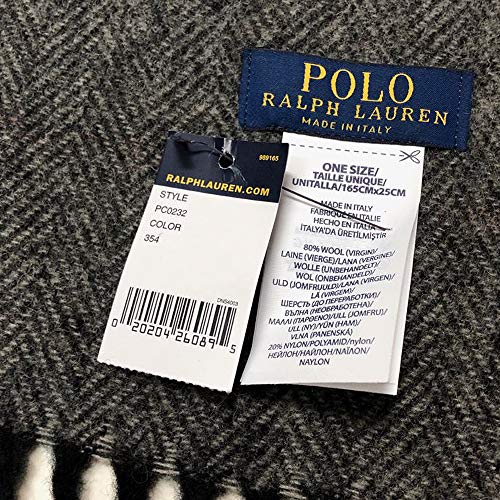 POLO
RALPH LAUREN
MADE IN ITALY
989165
RALPHLAUREN.COM
STYLE
PC0232
COLOR
354
DNS4003
0 20204 26089 5
ONE SIZE/
TAILLE UNIQUE/
UNITALLA/165CMx25CM
MADE IN ITALY
FABRIQUÉ EN ITALIE
HECHO EN ITALIA
ITALYA'DA ÜRETİLMİŞTİR
80% WOOL (VIRGIN)/
LAINE (VIERGE)/LANA (VERGINE)/
WOLLE (UNBEHANDELT)/
WOL (ONBEHANDELD)/
ULD (JOMFRUULD)/LANA (VIRGEN)/
LÃ (VIRGEM)/
ШЕРСТЬ (ДО ПЕРЕРАБОТКИ)/
ВЪЛНА (НЕОБРАБОТЕНА)/
ΜΑΛΛΙ (ΠΑΡΘΕΝΟ)/ULL (JOMFRU)/
ULL (NY)/YÜN (HAM)/
VLNA (PANENSKÁ)
20% NYLON/POLYAMID/nylon/
НЕЙЛОН/НАЙЛОН/ΝΑΪΛΟΝ/
NAYLON